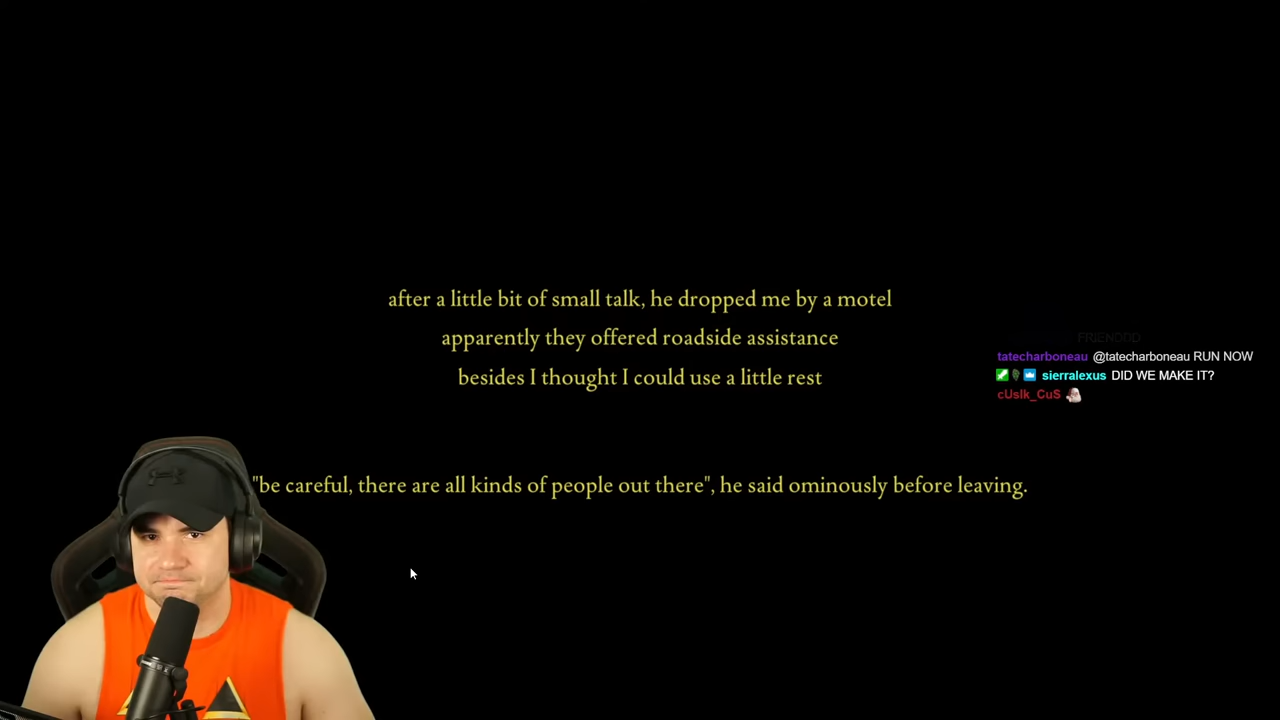 after a little bit of small talk, he dropped me by a motel
apparently they offered roadside assistance
besides I thought I could use a little rest
"be careful, there are all kinds of people out there", he said ominously before leaving.
FRIENDDD
tatecharboneau @tatecharboneau RUN NOW
sierralexus DID WE MAKE IT?
cUsIk_CuS